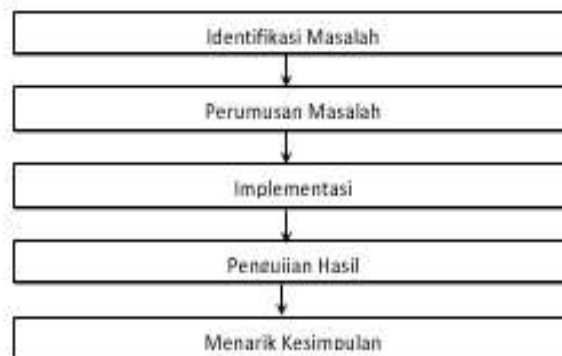 Identifikasi Masalah
Perumusan Masalah
Implementasi
Pengujian Hasil
Menarik Kesimpulan